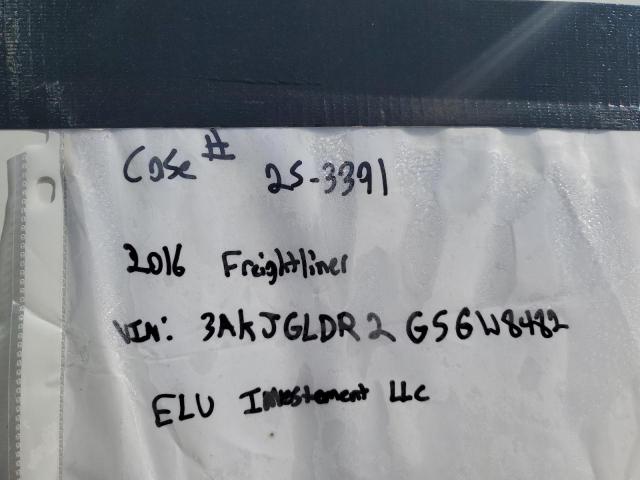 Case # 25-3391
2016 Freightliner
VIN: 3AKJGLDR2GSGW8482
ELU Investement LLC